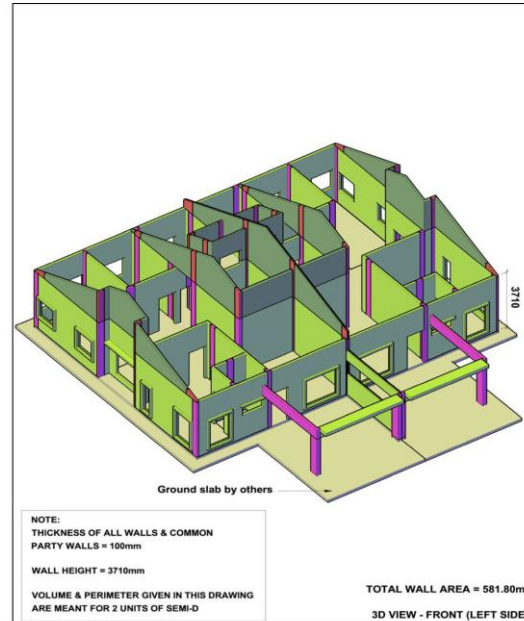 3710
Ground slab by others
NOTE:
THICKNESS OF ALL WALLS & COMMON
PARTY WALLS = 100mm
WALL HEIGHT = 3710mm
VOLUME & PERIMETER GIVEN IN THIS DRAWING
ARE MEANT FOR 2 UNITS OF SEMI-D
TOTAL WALL AREA = 581.80m
3D VIEW - FRONT (LEFT SIDE